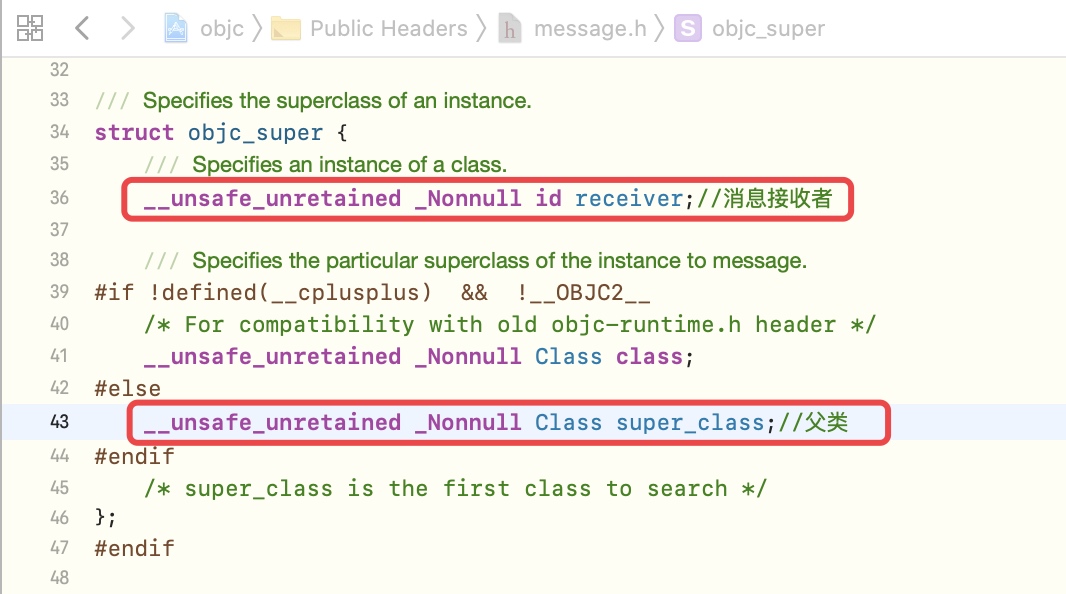 objc Public Headers h message.h S objc_super
32
33 /// Specifies the superclass of an instance.
34 struct objc_super {
35 /// Specifies an instance of a class.
36 __unsafe_unretained _Nonnull id receiver;//消息接收者
37
38 /// Specifies the particular superclass of the instance to message.
39 #if !defined(__cplusplus) && !__OBJC2__
40 /* For compatibility with old objc-runtime.h header */
41 __unsafe_unretained _Nonnull Class class;
42 #else
43 __unsafe_unretained _Nonnull Class super_class;//父类
44 #endif
45 /* super_class is the first class to search */
46 };
47 #endif
48